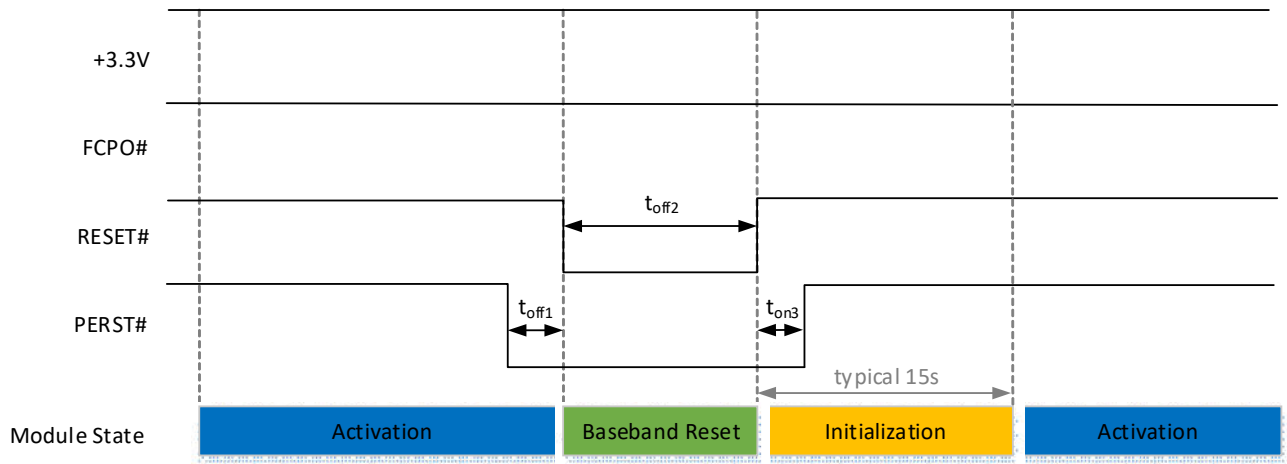 +3.3V
FCPO#
RESET#
toff2
PERST#
toff1
ton3
typical 15s
Module State
Activation
Baseband Reset
Initialization
Activation